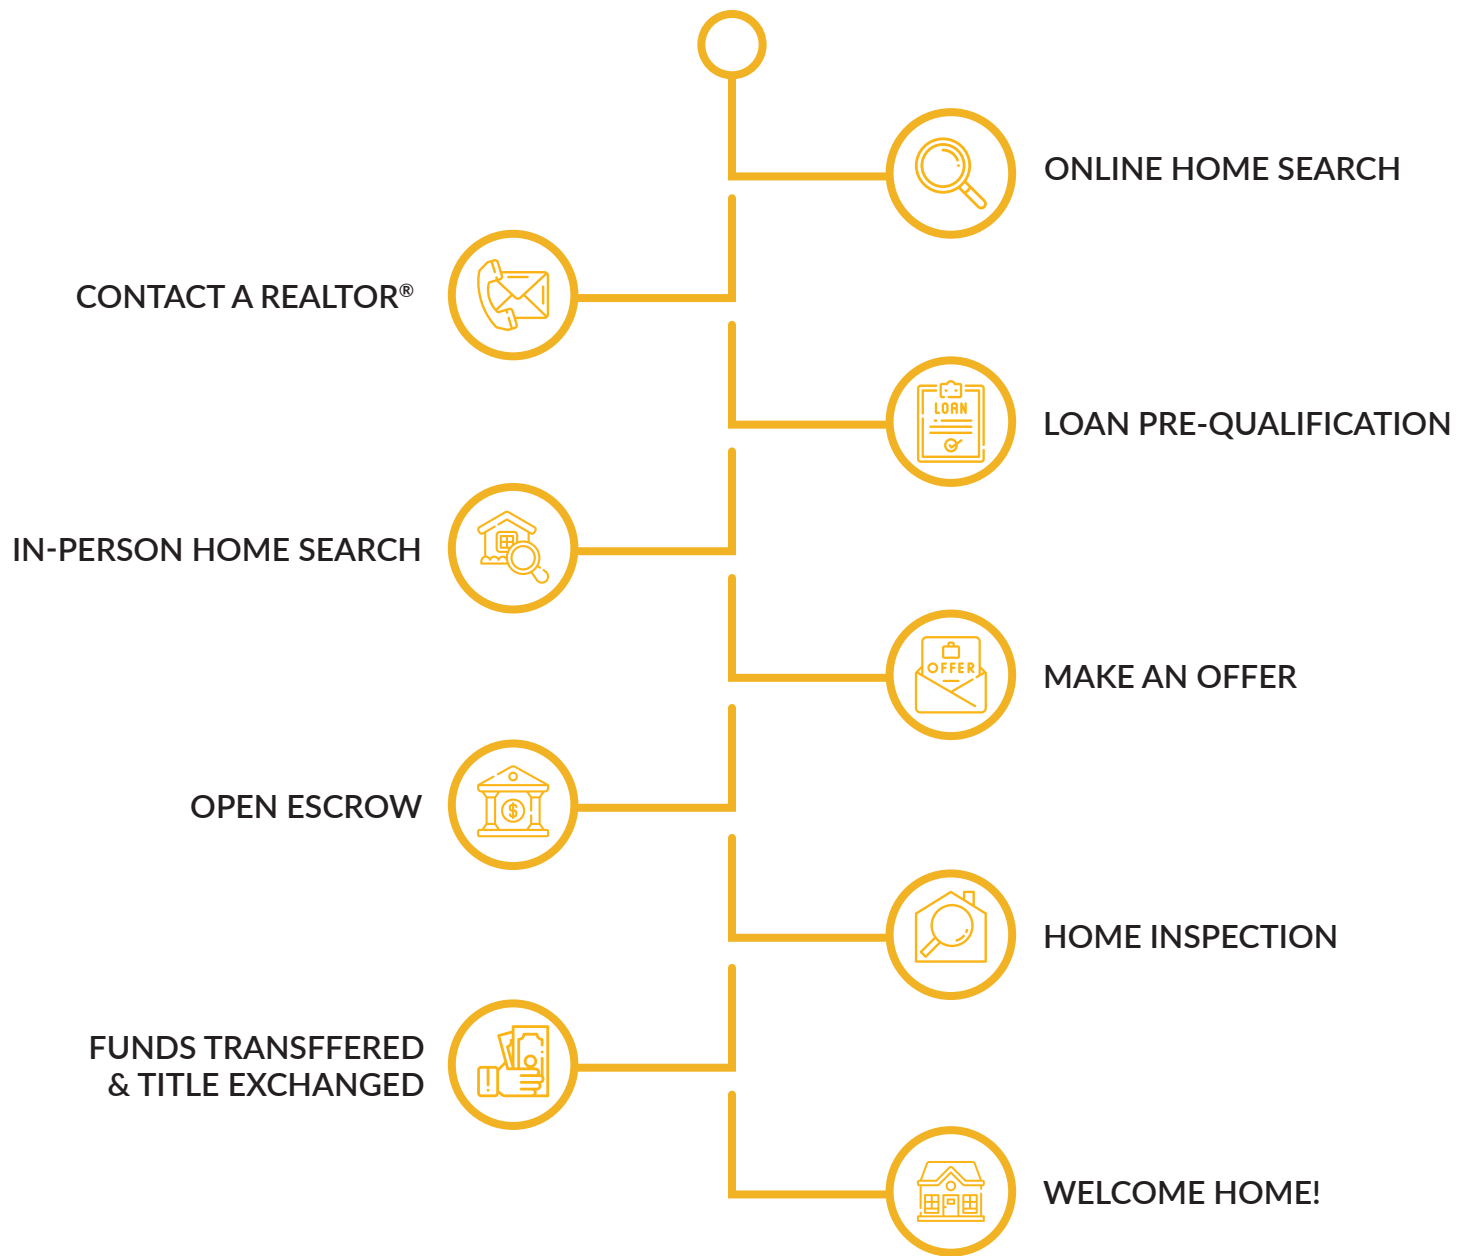 ONLINE HOME SEARCH
CONTACT A REALTOR®
LOAN
LOAN PRE-QUALIFICATION
IN-PERSON HOME SEARCH
OFFER
MAKE AN OFFER
OPEN ESCROW
$
HOME INSPECTION
FUNDS TRANSFFERED
& TITLE EXCHANGED
WELCOME HOME!